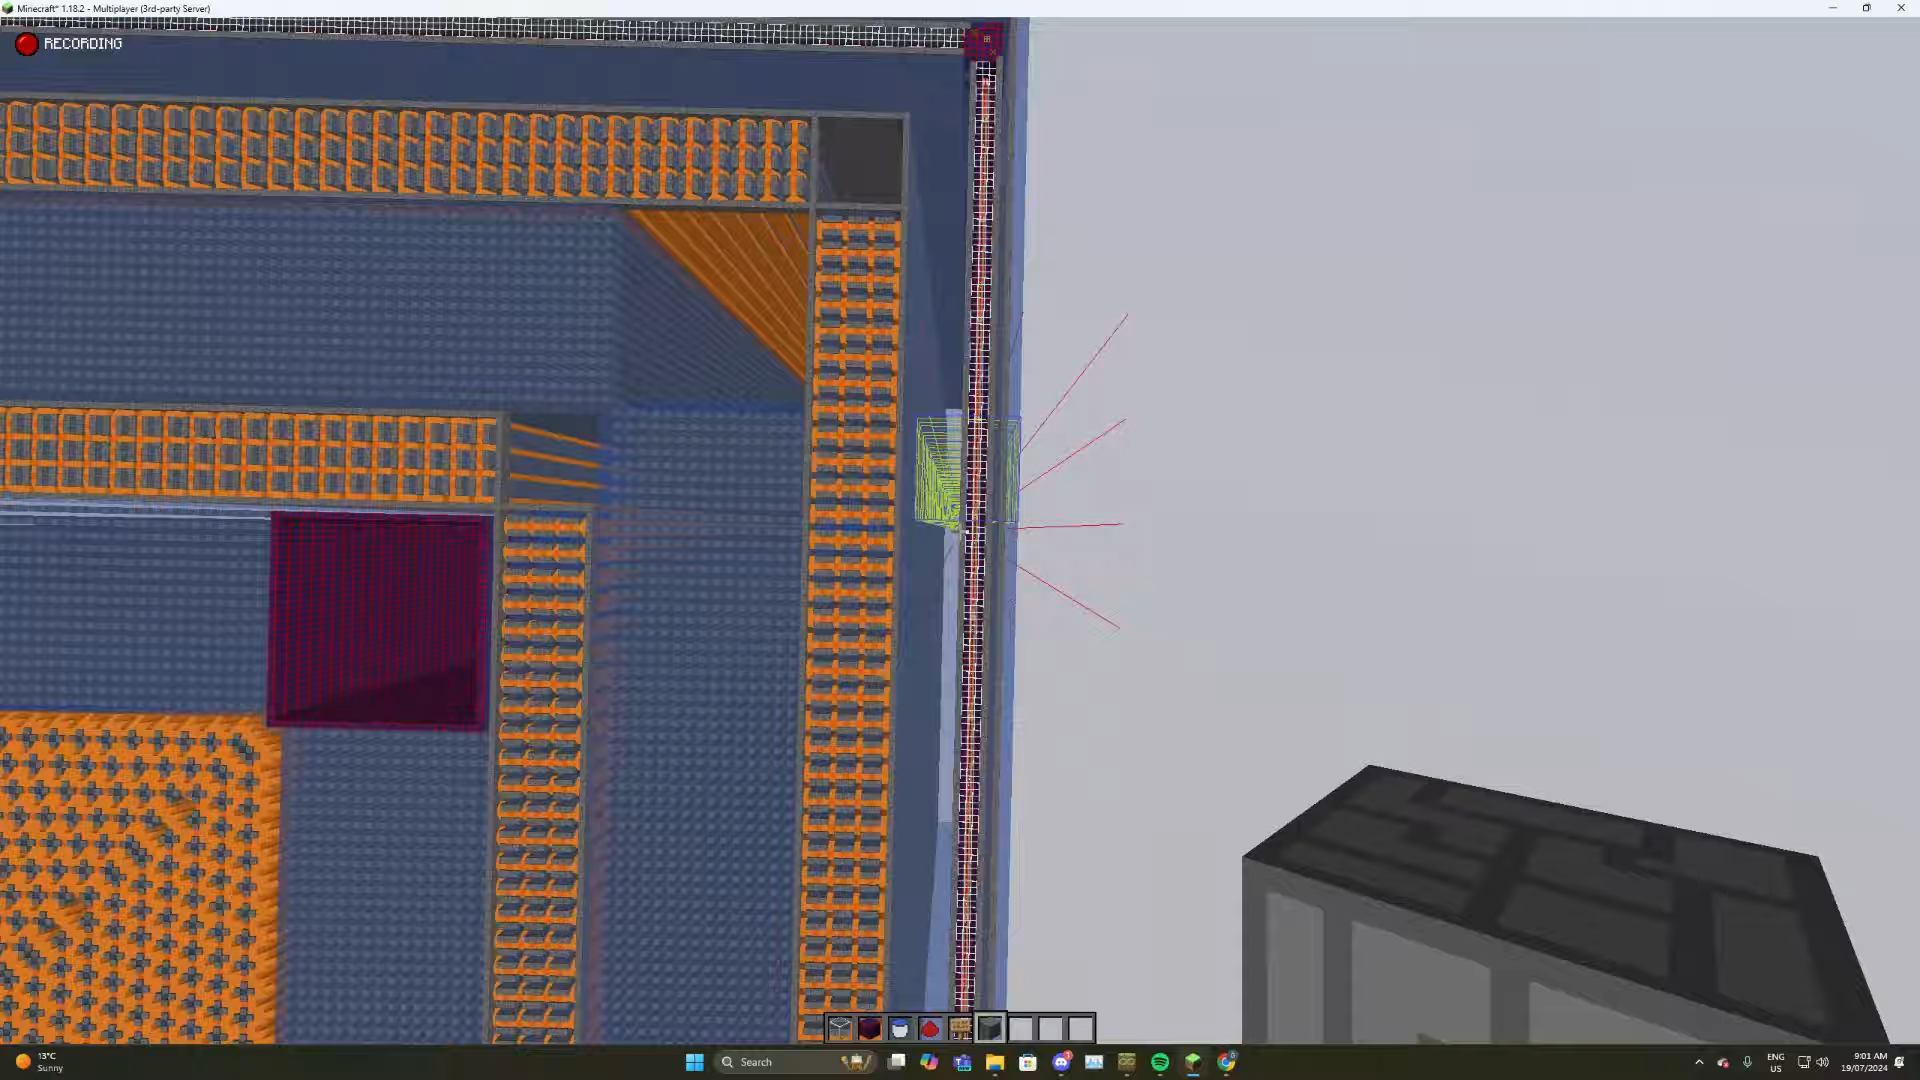 Minecraft* 1.18.2 - Multiplayer (3rd-party Server)
RECORDING
13°C
Sunny
Search
1
ENG
US
9:01 AM
19/07/2024